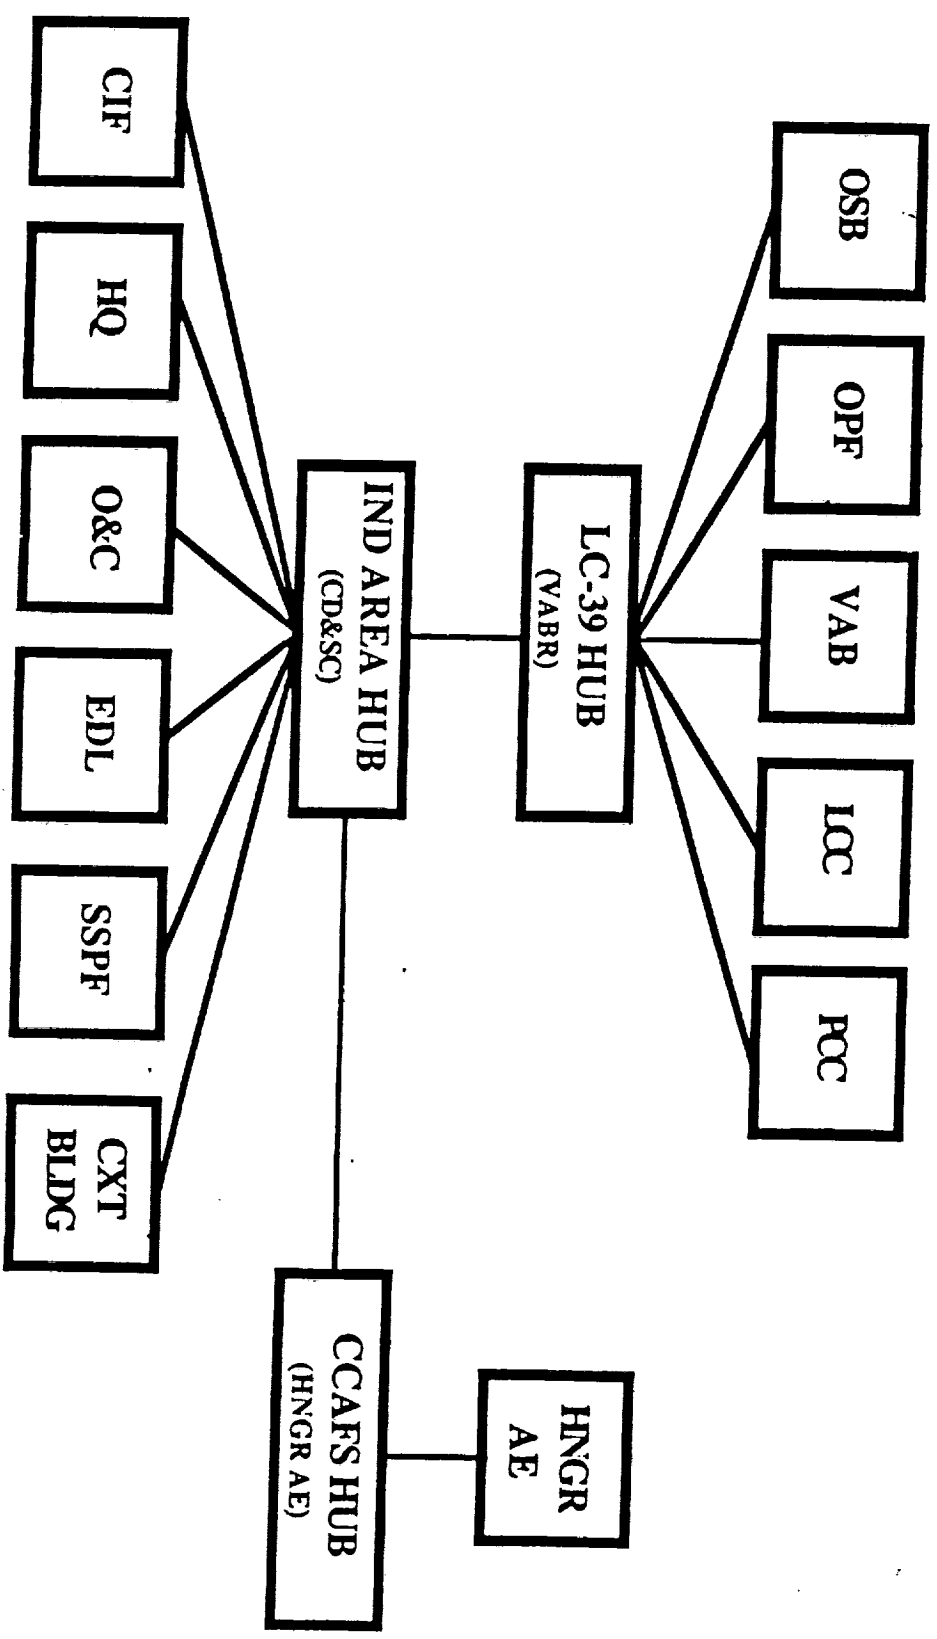 OSB
OPF
VAB
LCC
PCC
LC-39 HUB
(VABR)
HNGR
AE
IND AREA HUB
(CD&SC)
CCAFS HUB
(HNGR AE)
CIF
HQ
O&C
EDL
SSPF
CXT
BLDG